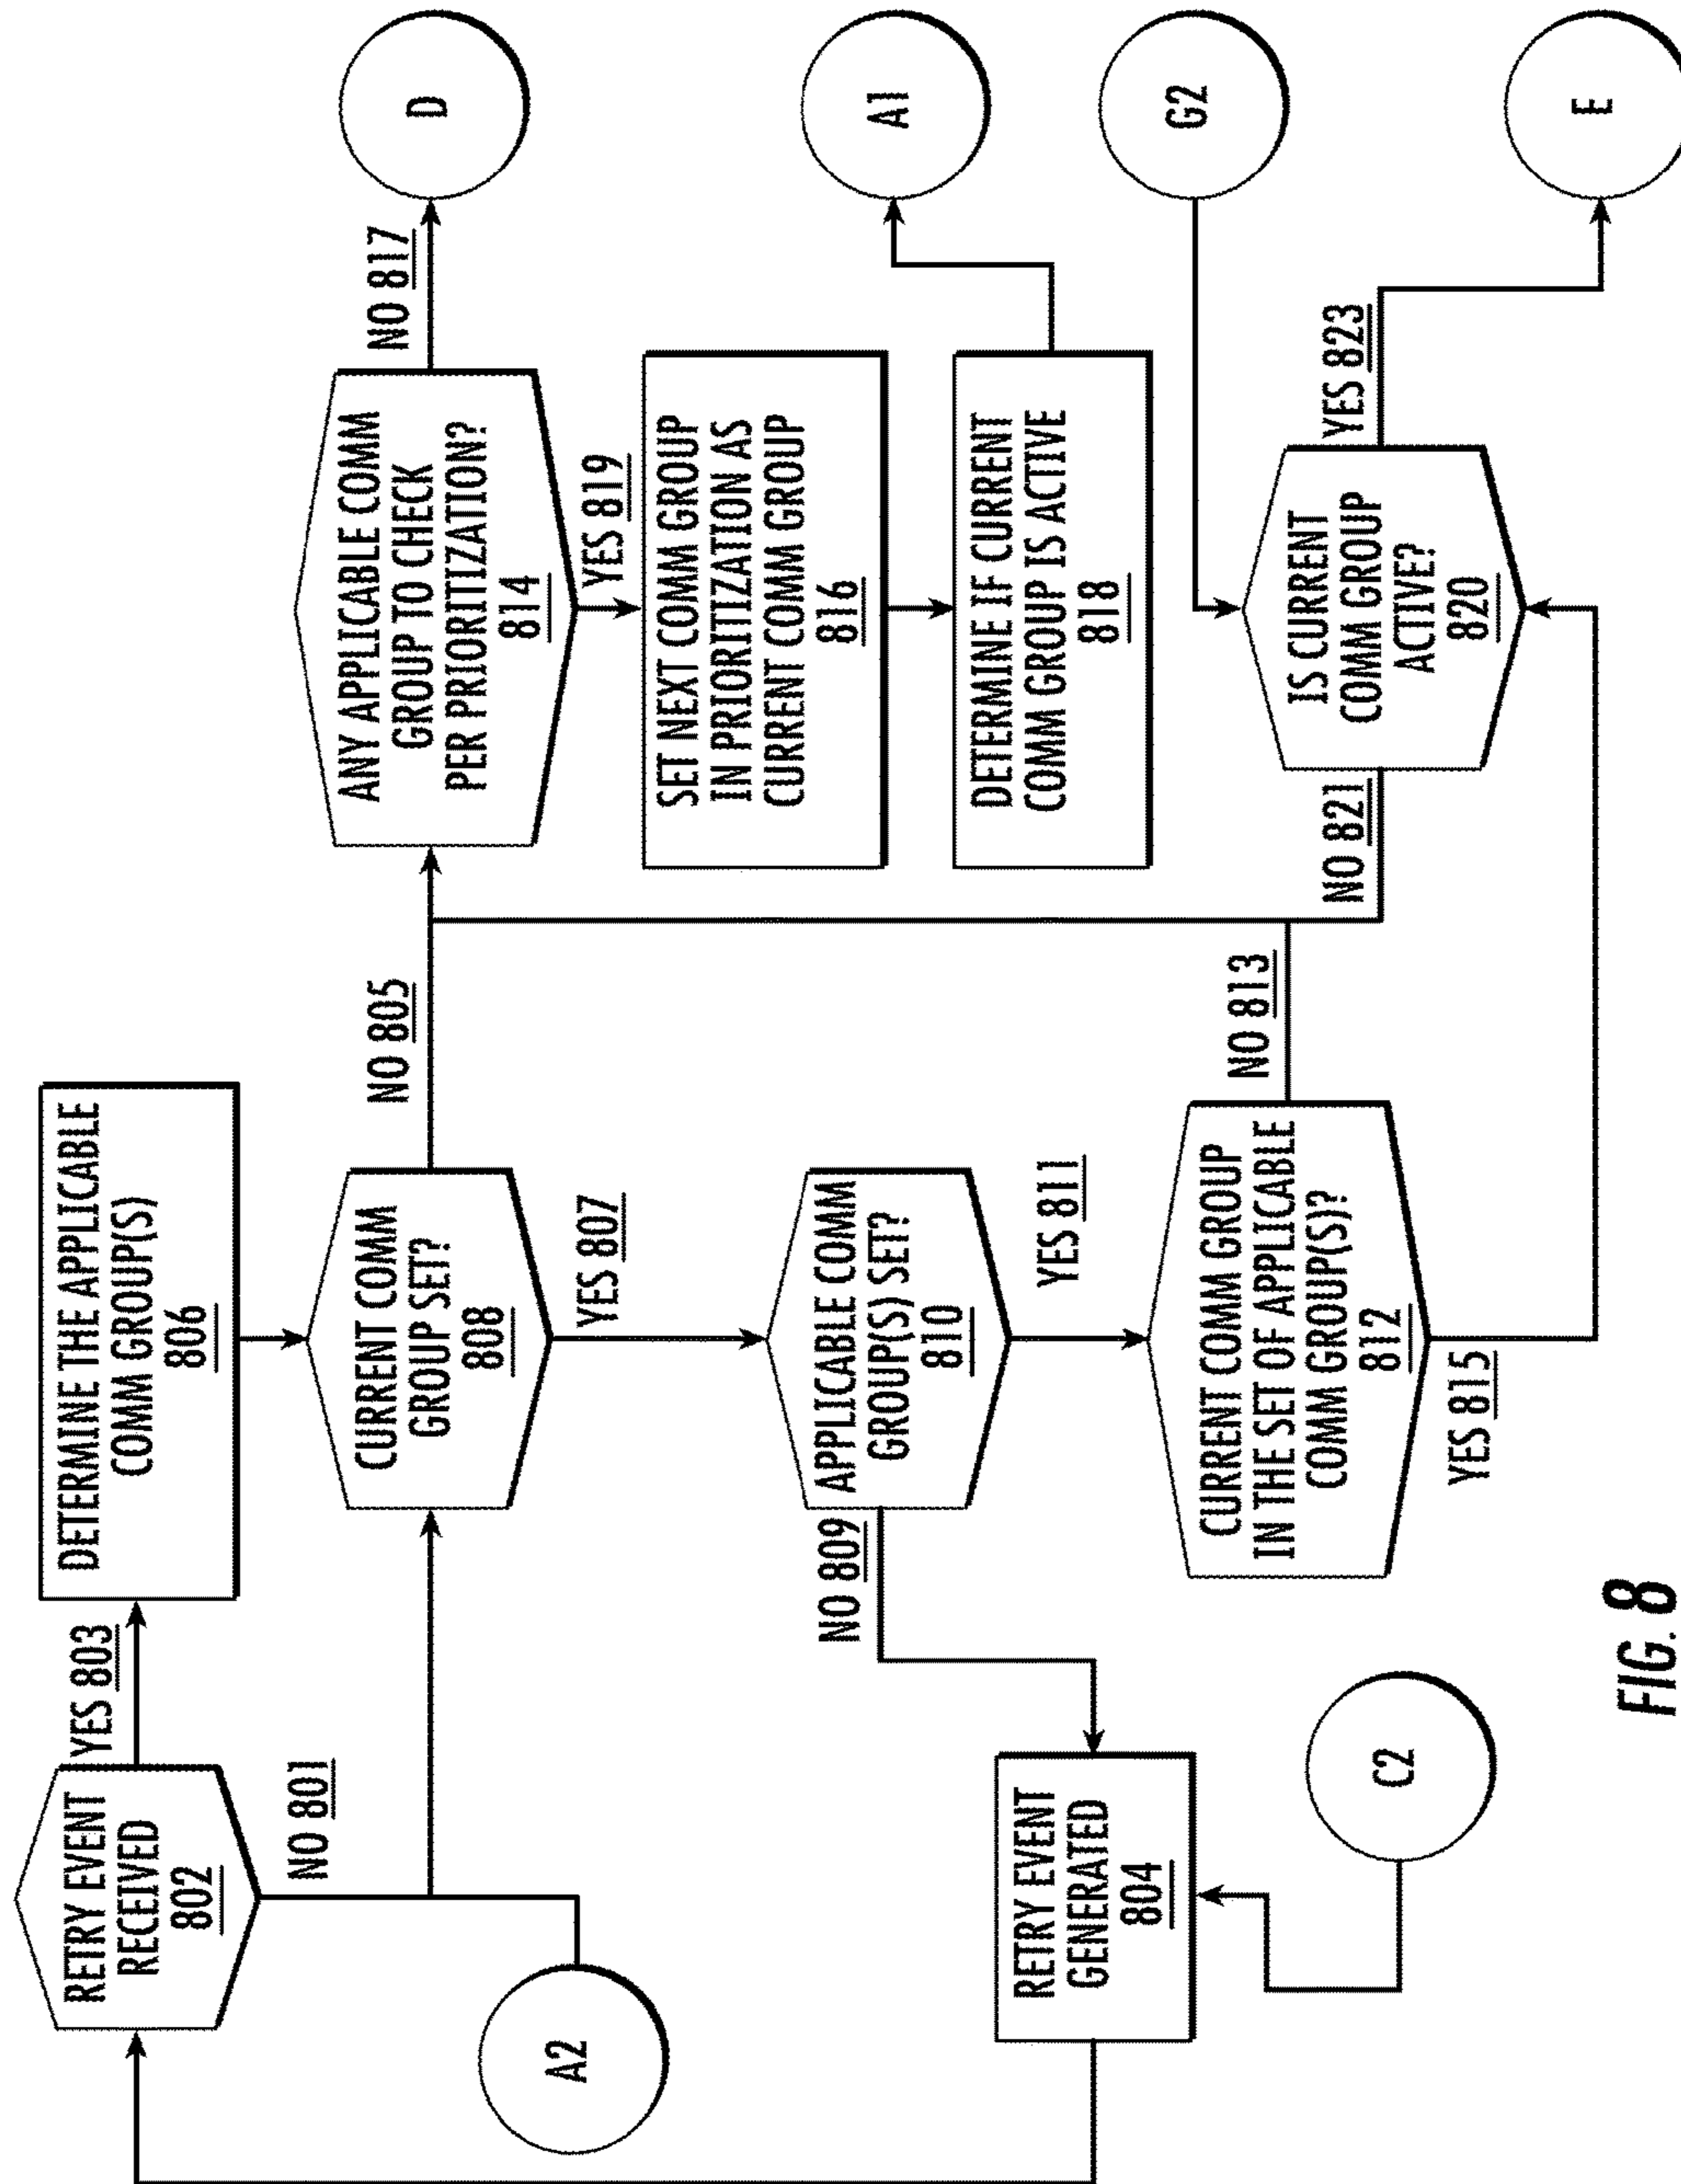 RETRY EVENT
RECEIVED
802
YES 803
NO 801
DETERMINE THE APPLICABLE
COMM GROUP(S)
806
A2
CURRENT COMM
GROUP SET?
808
NO 805
YES 807
ANY APPLICABLE COMM
GROUP TO CHECK
PER PRIORITIZATION?
814
NO 817
D
YES 819
SET NEXT COMM GROUP
IN PRIORITIZATION AS
CURRENT COMM GROUP
816
DETERMINE IF CURRENT
COMM GROUP IS ACTIVE
818
A1
APPLICABLE COMM
GROUP(S) SET?
810
NO 809
YES 811
RETRY EVENT
GENERATED
804
C2
CURRENT COMM GROUP
IN THE SET OF APPLICABLE
COMM GROUP(S)?
812
NO 813
YES 815
G2
IS CURRENT
COMM GROUP
ACTIVE?
820
NO 821
YES 823
E
FIG. 8